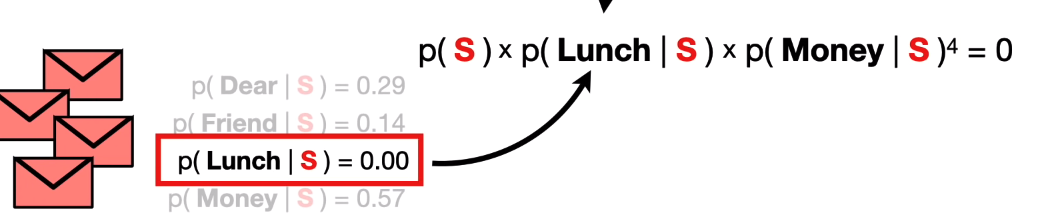 p( S ) x p( Lunch | S ) x p( Money | S )⁴ = 0
p( Dear | S ) = 0.29
p( Friend | S ) = 0.14
p( Lunch | S ) = 0.00
p( Money | S ) = 0.57